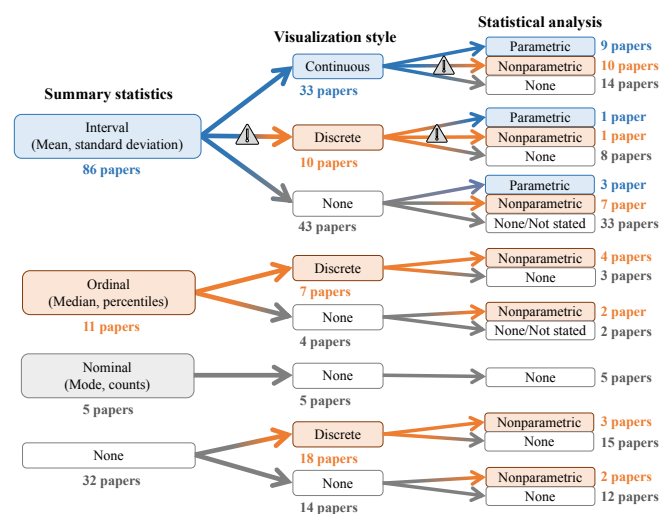 Summary statistics
Visualization style
Statistical analysis
Interval
(Mean, standard deviation)
86 papers
Continuous
33 papers
Parametric 9 papers
Nonparametric 10 papers
None 14 papers
Discrete
10 papers
Parametric 1 paper
Nonparametric 1 paper
None 8 papers
None
43 papers
Parametric 3 paper
Nonparametric 7 paper
None/Not stated 33 papers
Ordinal
(Median, percentiles)
11 papers
Discrete
7 papers
Nonparametric 4 papers
None 3 papers
None
4 papers
Nonparametric 2 paper
None/Not stated 2 papers
Nominal
(Mode, counts)
5 papers
None
5 papers
None 5 papers
None
32 papers
Discrete
18 papers
Nonparametric 3 papers
None 15 papers
None
14 papers
Nonparametric 2 papers
None 12 papers